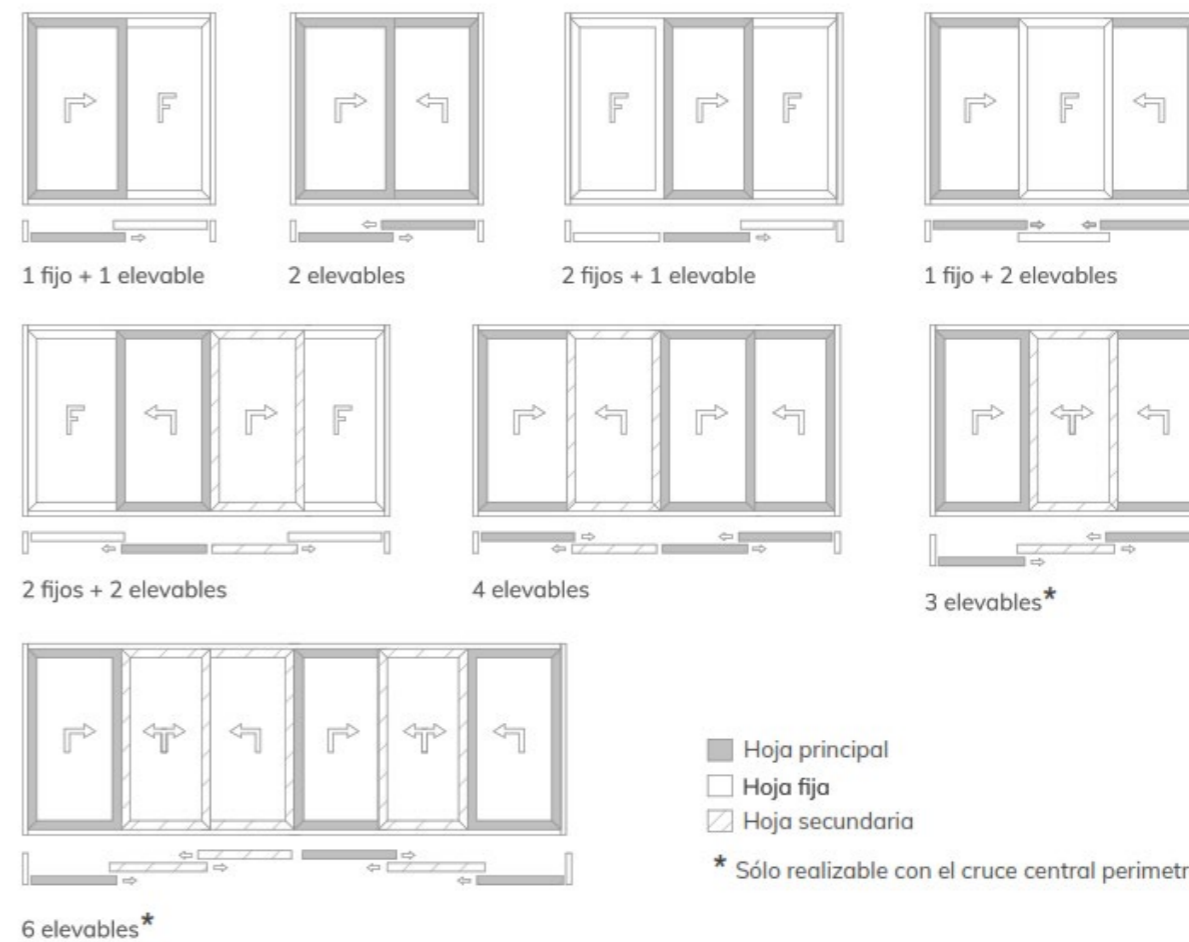 F
F
F
F
1 fijo + 1 elevable
2 elevables
2 fijos + 1 elevable
1 fijo + 2 elevables
F
F
2 fijos + 2 elevables
4 elevables
3 elevables*
Hoja principal
Hoja fija
Hoja secundaria
* Sólo realizable con el cruce central
6 elevables*